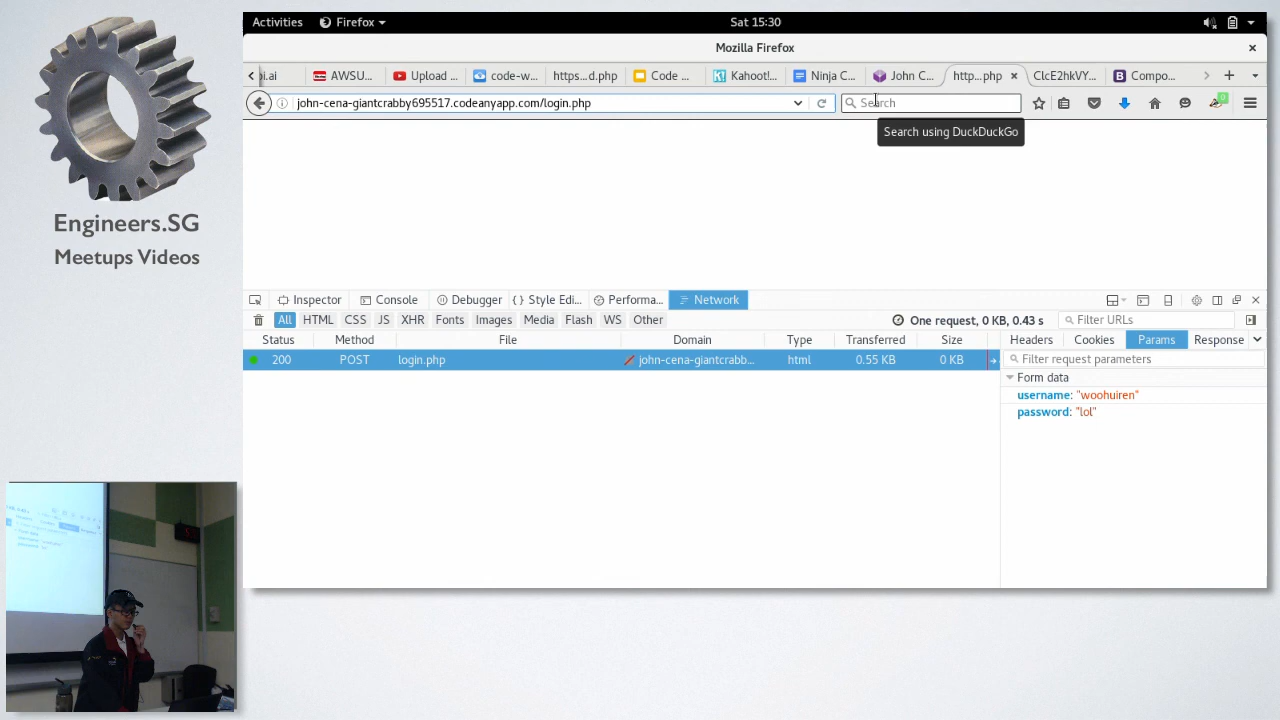 Engineers.SG
Meetups Videos
Activities Firefox Sat 15:30
Mozilla Firefox
oi.ai AWSU... Upload ... code-w... https...d.php Code ... Kahoot!... Ninja C... John C... http...php ClcE2hkVY... Compo...
john-cena-giantcrabby695517.codeanyapp.com/login.php Search 0
Search using DuckDuckGo
Inspector Console Debugger { } Style Edi... Performa... Network
All HTML CSS JS XHR Fonts Images Media Flash WS Other One request, 0 KB, 0.43 s Filter URLs
Status Method File Domain Type Transferred Size Headers Cookies Params Response
200 POST login.php john-cena-giantcrabb... html 0.55 KB 0 KB
Filter request parameters
Form data
username: "woohuiren"
password: "lol"